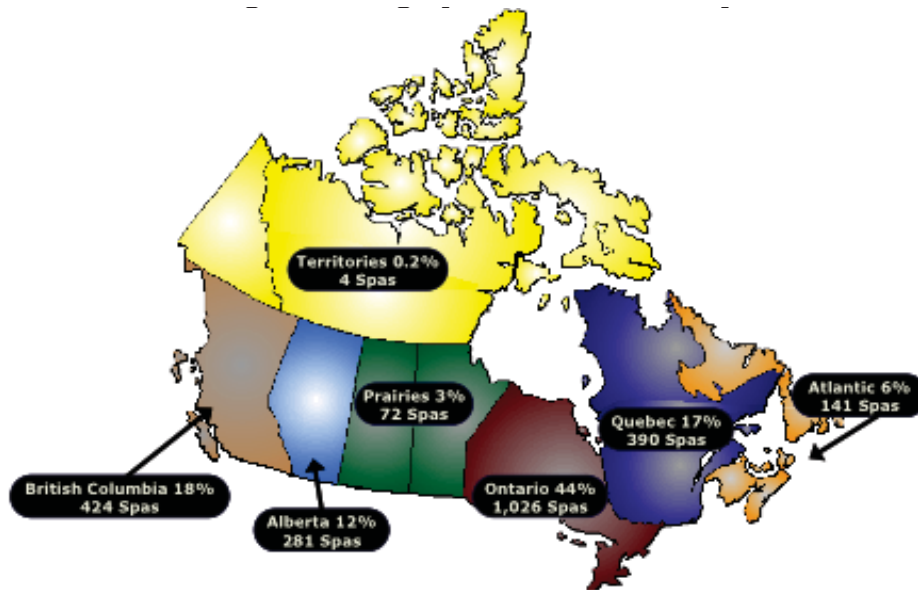 Territories 0.2%
4 Spas
Prairies 3%
72 Spas
Atlantic 6%
141 Spas
Quebec 17%
390 Spas
British Columbia 18%
424 Spas
Ontario 44%
1,026 Spas
Alberta 12%
281 Spas